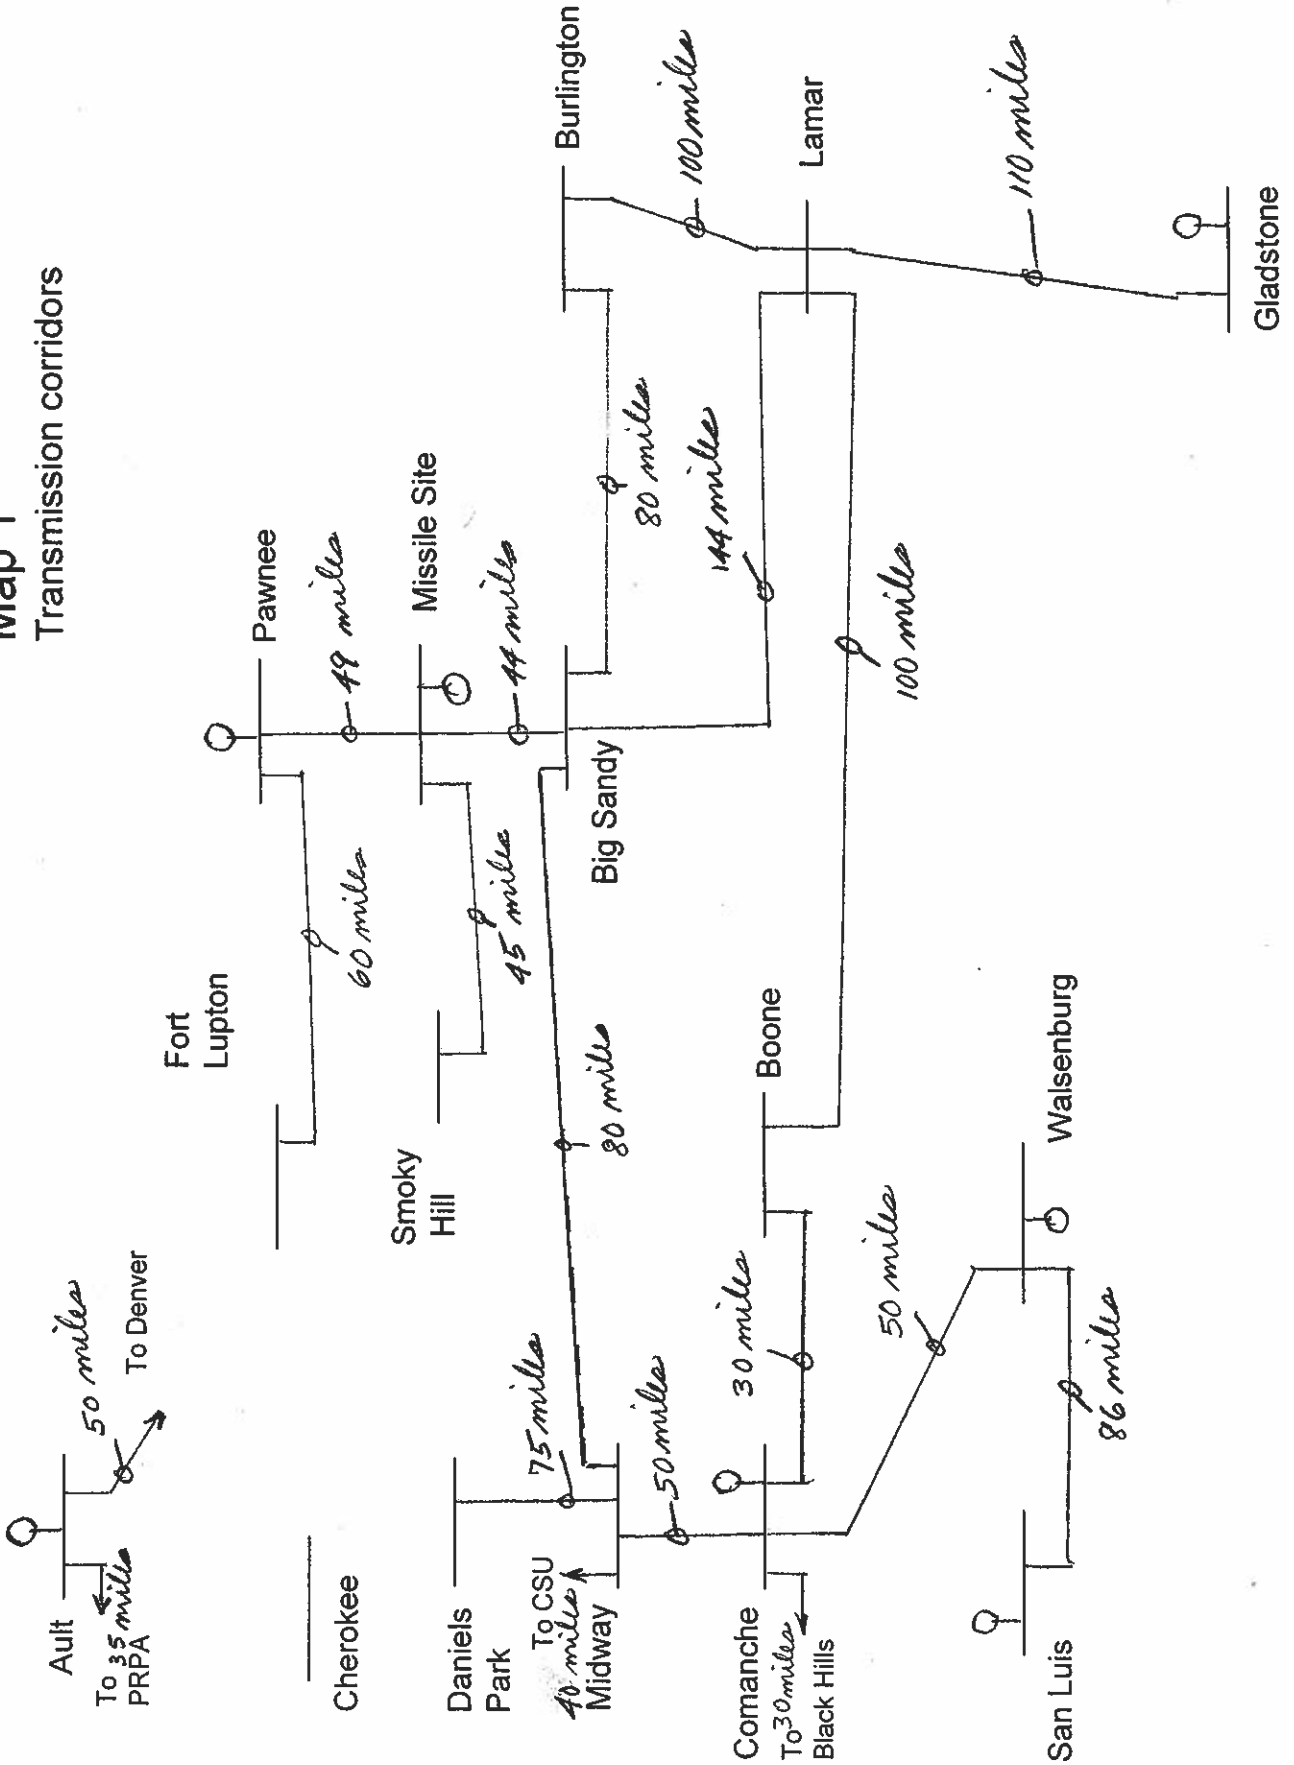 Map 1
Transmission corridors
Ault
50 miles
To Denver
To 35 miles
PRPA
Fort
Lupton
Pawnee
49 miles
60 miles
Cherokee
Smoky
Hill
Missile Site
44 miles
45 miles
Daniels
Park
75 miles
To CSU
40 miles
Midway
80 miles
Big Sandy
80 miles
Burlington
100 miles
50 miles
144 miles
Lamar
30 miles
Boone
100 miles
Comanche
To 30 miles
Black Hills
50 miles
110 miles
Walsenburg
San Luis
86 miles
Gladstone